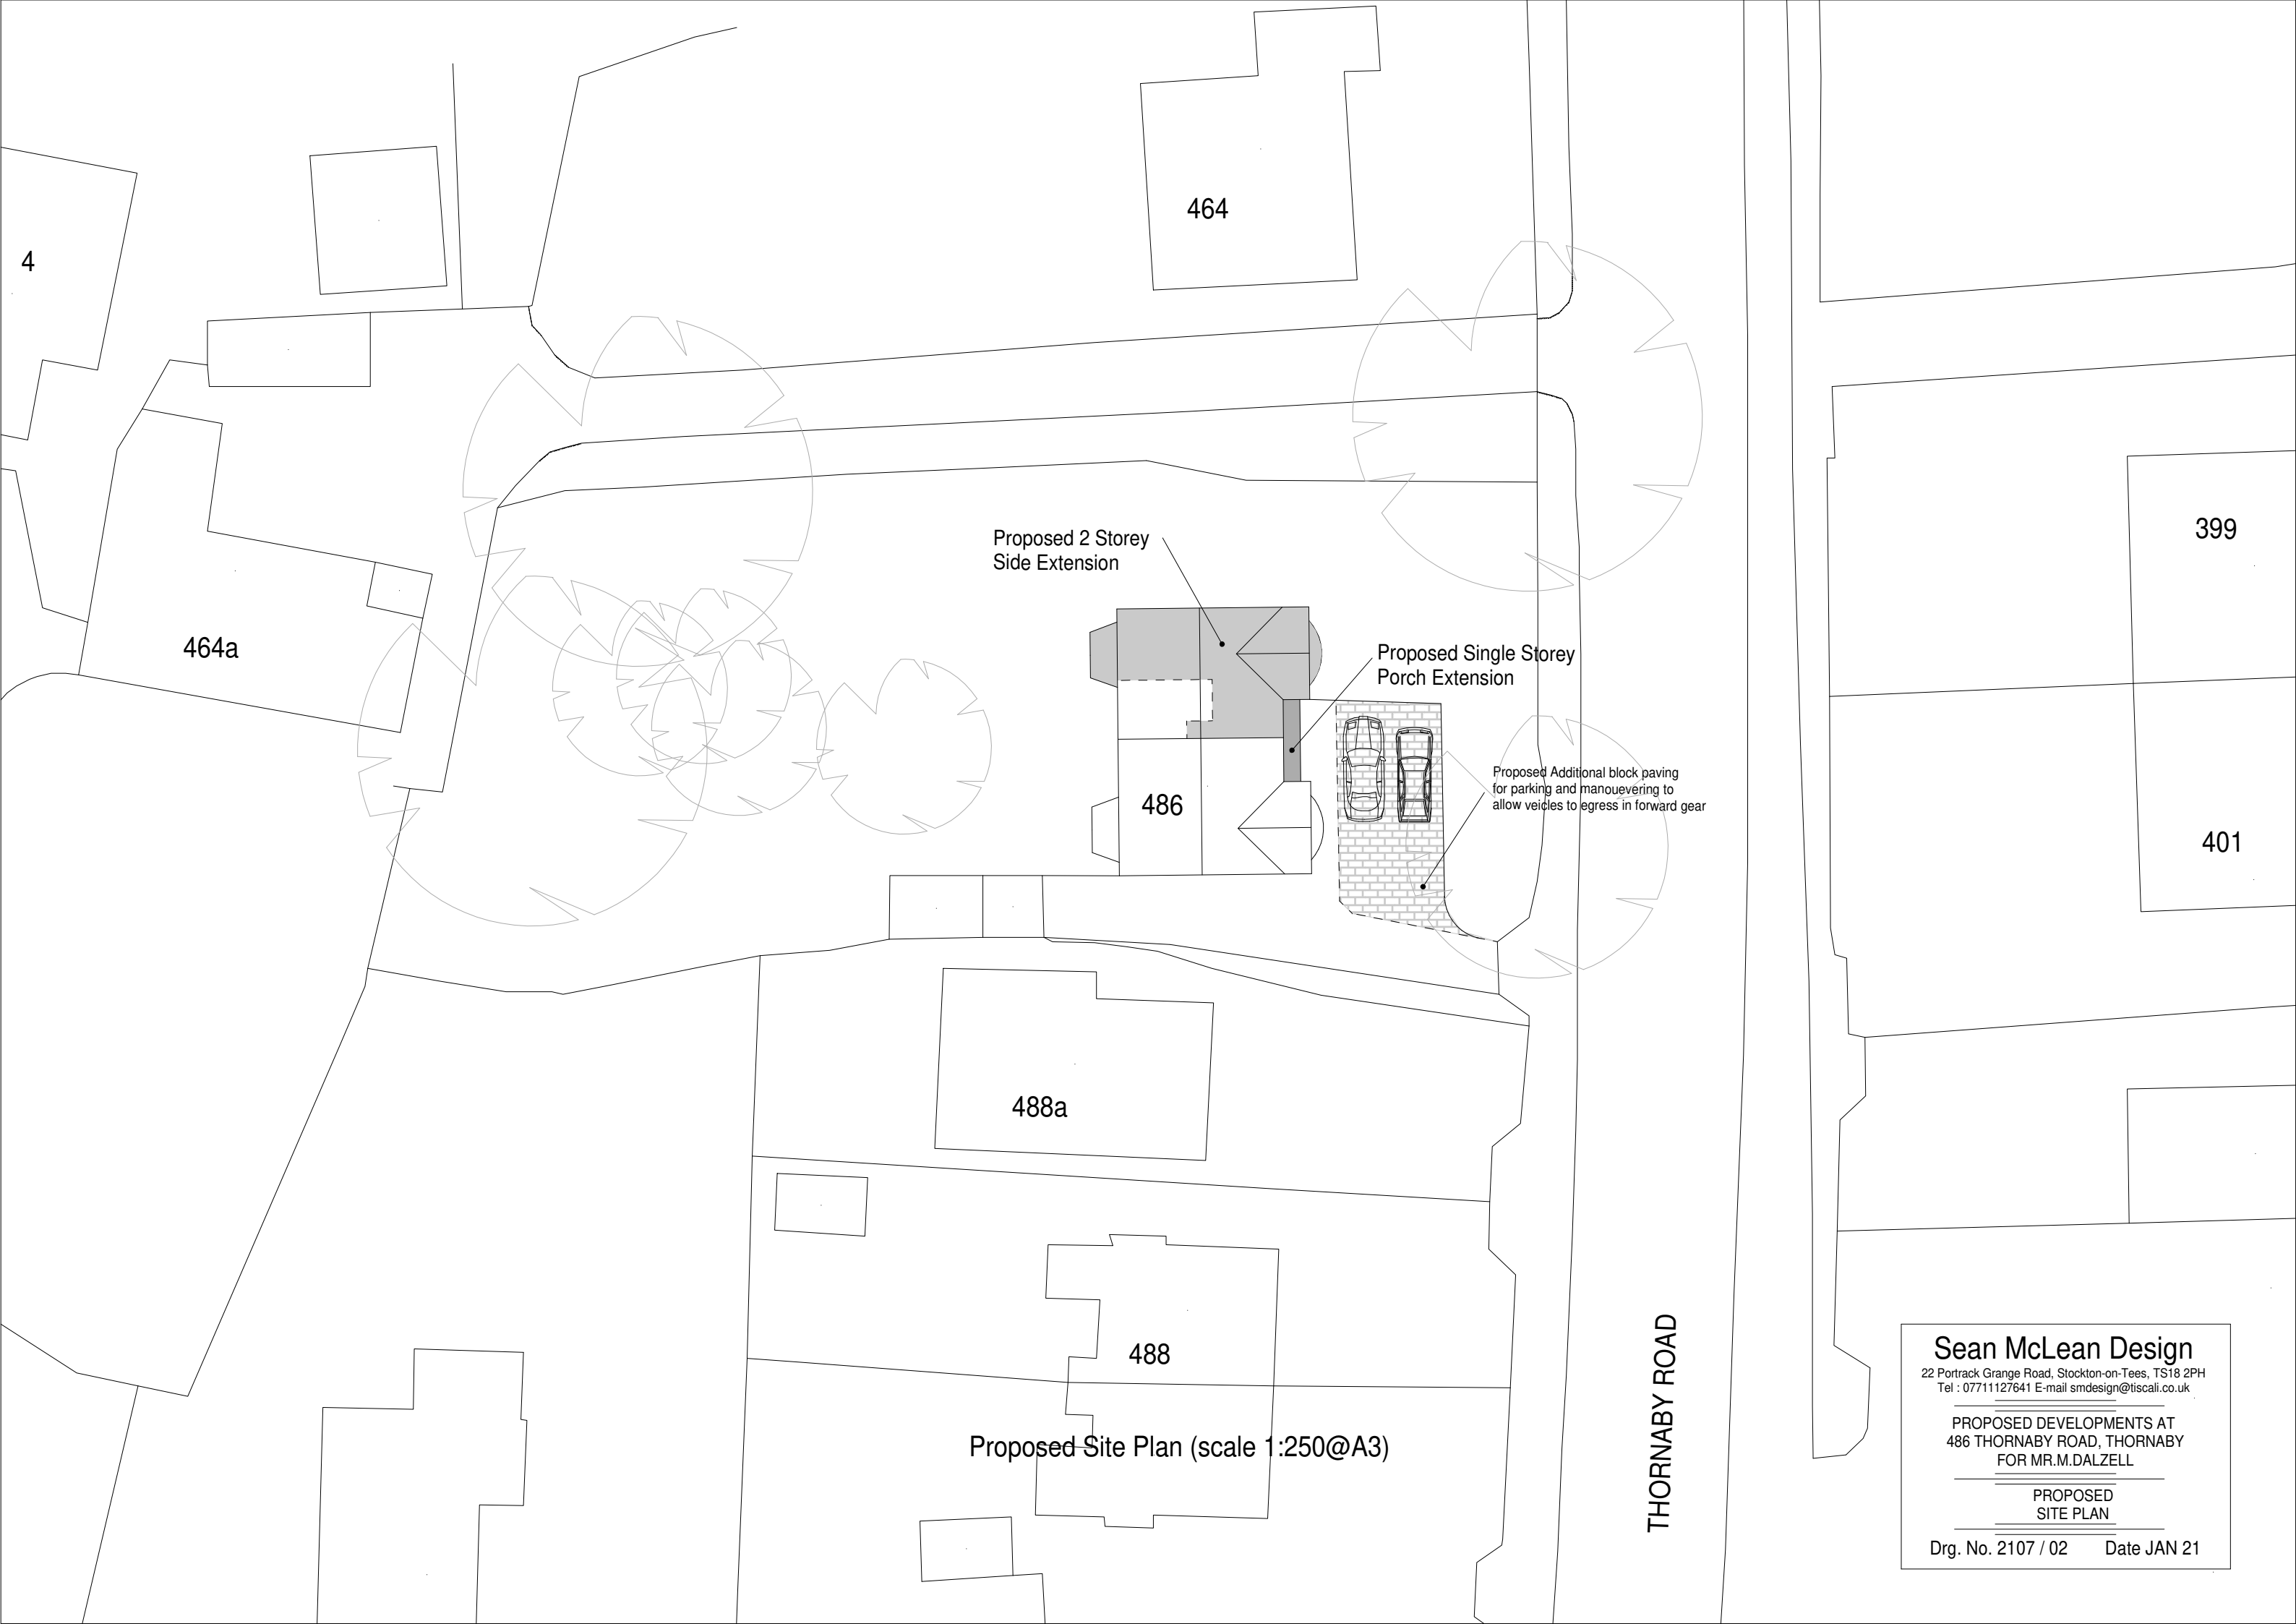 464
4
399
Proposed 2 Storey
Side Extension
464a
Proposed Single Storey
Porch Extension
Proposed Additional block paving
for parking and manouevering to
allow veicles to egress in forward gear
486
401
488a
488
THORNABY ROAD
Proposed Site Plan (scale 1:250@A3)
Sean McLean Design
22 Portrack Grange Road, Stockton-on-Tees, TS18 2PH
Tel : 07711127641 E-mail smdesign@tiscali.co.uk
PROPOSED DEVELOPMENTS AT
486 THORNABY ROAD, THORNABY
FOR MR.M.DALZELL
PROPOSED
SITE PLAN
Drg. No. 2107 / 02 Date JAN 21